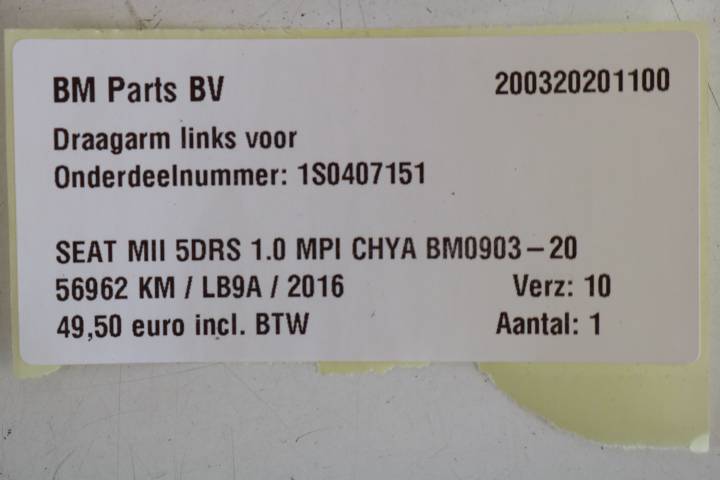 BM Parts BV 200320201100
Draagarm links voor
Onderdeelnummer: 1S0407151
SEAT MII 5DRS 1.0 MPI CHYA BM0903-20
56962 KM / LB9A / 2016 Verz: 10
49,50 euro incl. BTW Aantal: 1